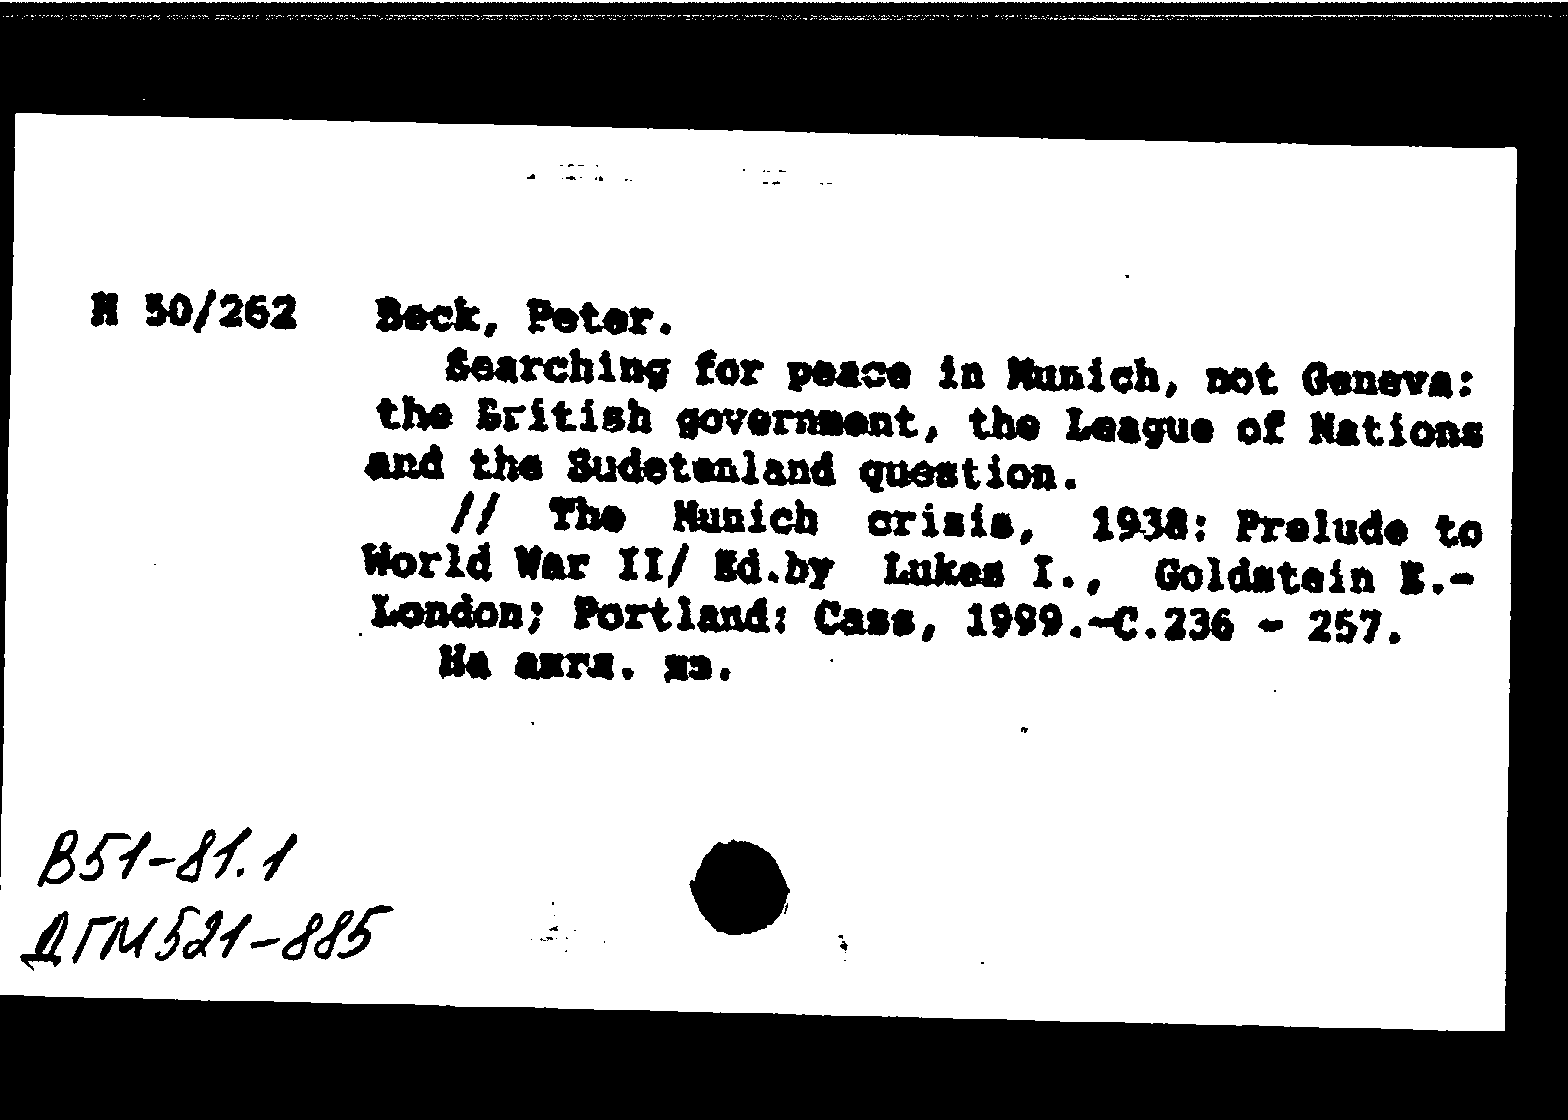 Н 50/262 Beck, Peter.
Searching for peace in Munich, not Geneva:
the British government, the League of Nations
and the Sudetenland question.
// The Munich crisis, 1938: Prelude to
World War II/ Ed.by Lukes I., Goldstein E.-
London; Portland: Cass, 1999.-С.236 - 257.
На англ. яз.
В51-81.1
ДГМ521-885